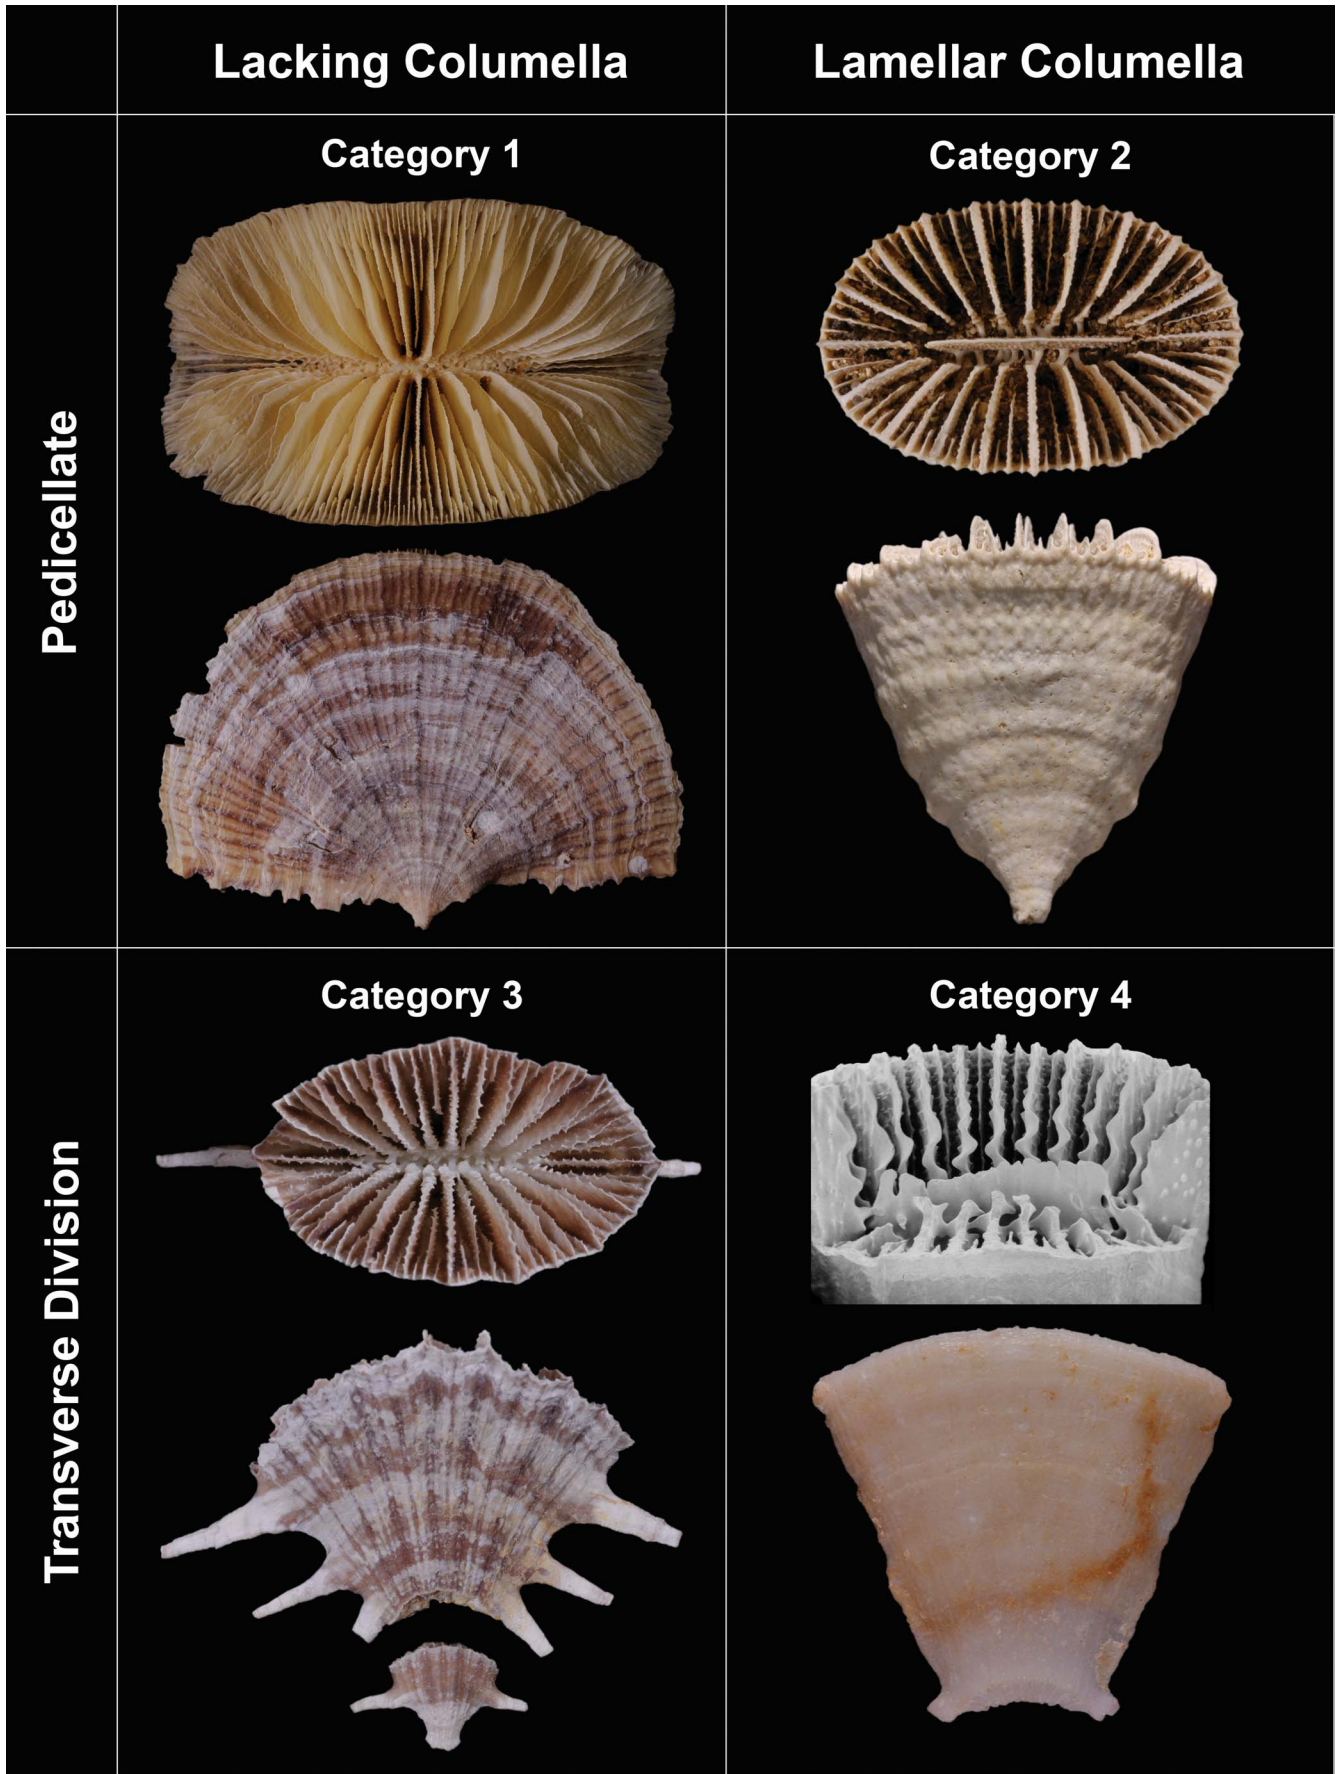 Lacking Columella
Lamellar Columella
Pedicellate
Category 1
Category 2
Transverse Division
Category 3
Category 4